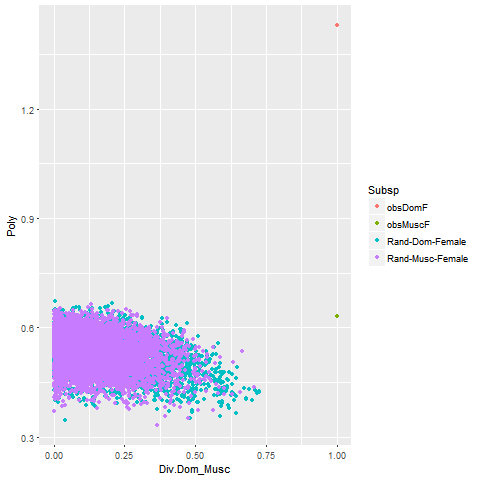 1.2
0.9
0.6
0.3
Poly
0.00 0.25 0.50 0.75 1.00
Div.Dom_Musc
Subsp
obsDomF
obsMuscF
Rand-Dom-Female
Rand-Musc-Female